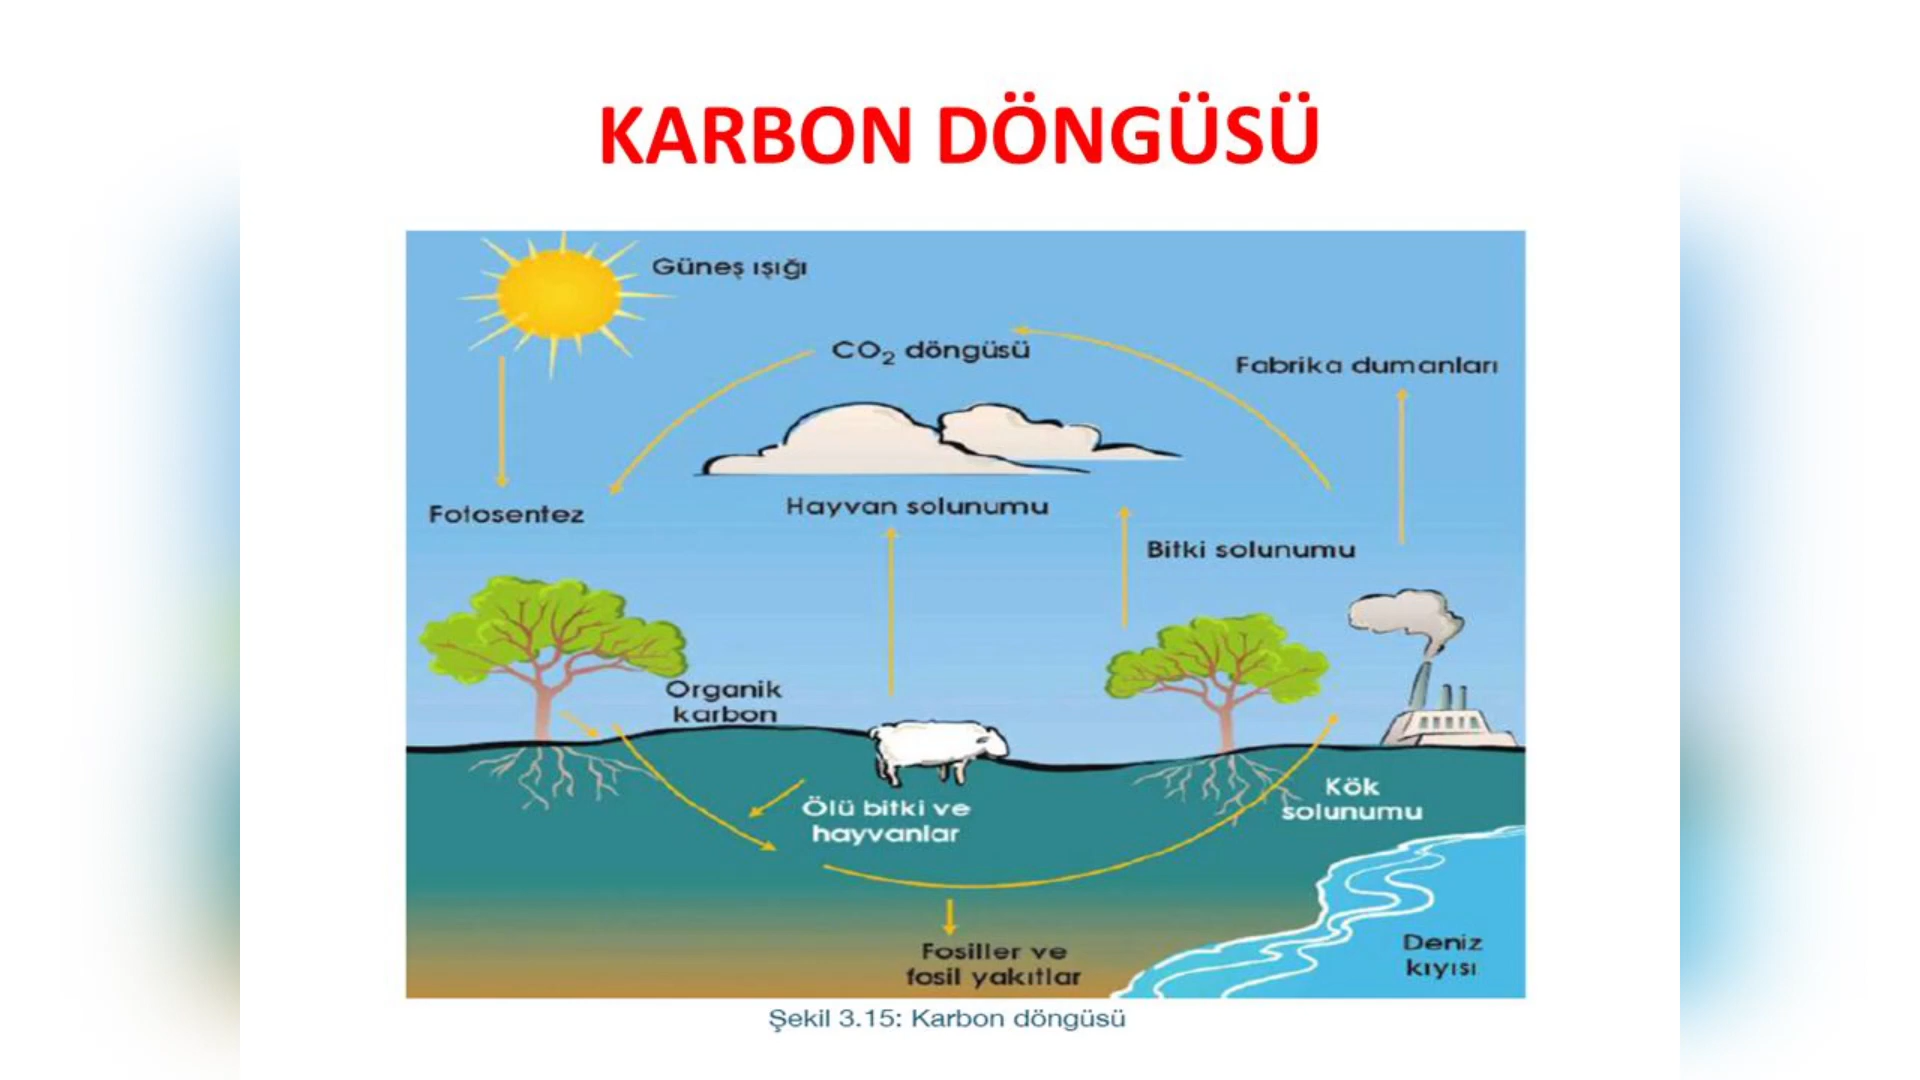 KARBON DÖNGÜSÜ
Güneş ışığı
CO₂ döngüsü
Fabrika dumanları
Fotosentez
Hayvan solunumu
Bitki solunumu
Organik
karbon
Ölü bitki ve
hayvanlar
Kök
solunumu
Fosiller ve
fosil yakıtlar
Deniz
kıyısı
Şekil 3.15: Karbon döngüsü